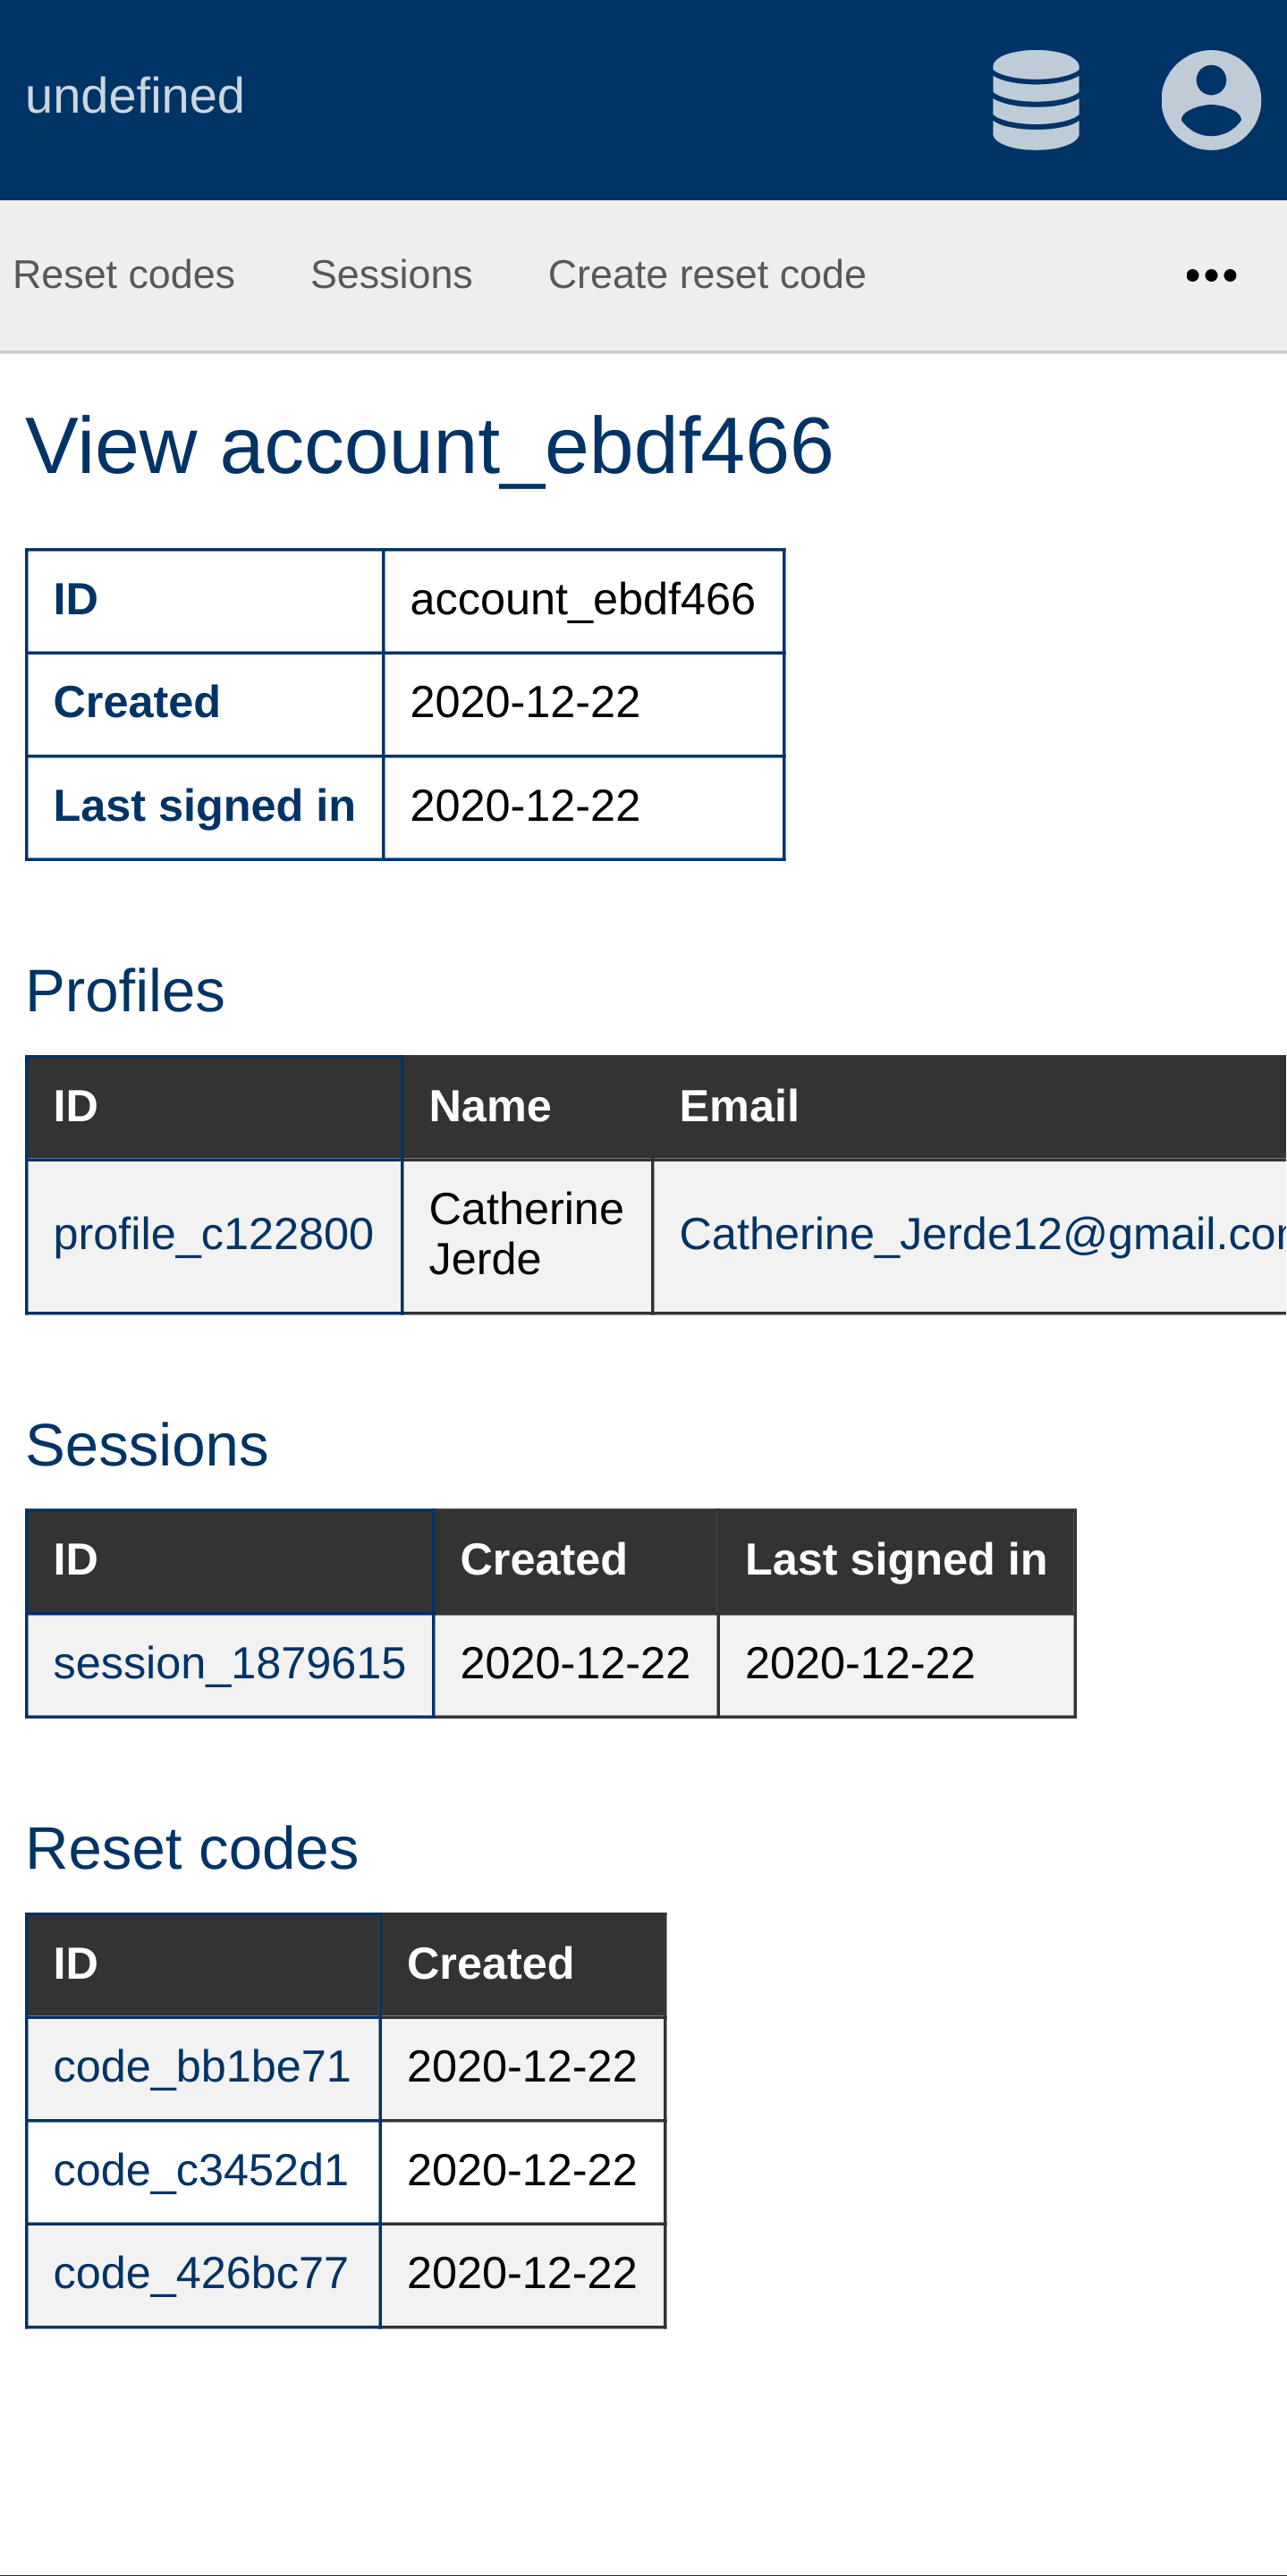 undefined
Reset codes Sessions Create reset code
View account_ebdf466
ID account_ebdf466
Created 2020-12-22
Last signed in 2020-12-22
Profiles
ID Name Email
profile_c122800 Catherine Jerde Catherine_Jerde12@gmail.co
Sessions
ID Created Last signed in
session_1879615 2020-12-22 2020-12-22
Reset codes
ID Created
code_bb1be71 2020-12-22
code_c3452d1 2020-12-22
code_426bc77 2020-12-22